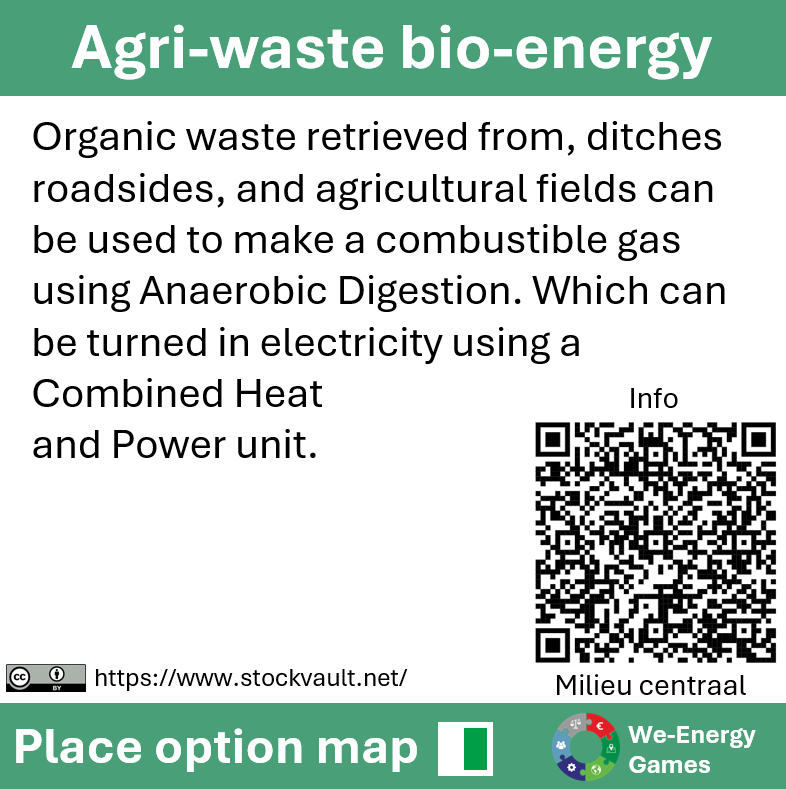 Agri-waste bio-energy
Organic waste retrieved from, ditches
roadsides, and agricultural fields can
be used to make a combustible gas
using Anaerobic Digestion. Which can
be turned in electricity using a
Combined Heat
and Power unit.
Info
Milieu centraal
cc BY
https://www.stockvault.net/
Place option map
We-Energy
Games